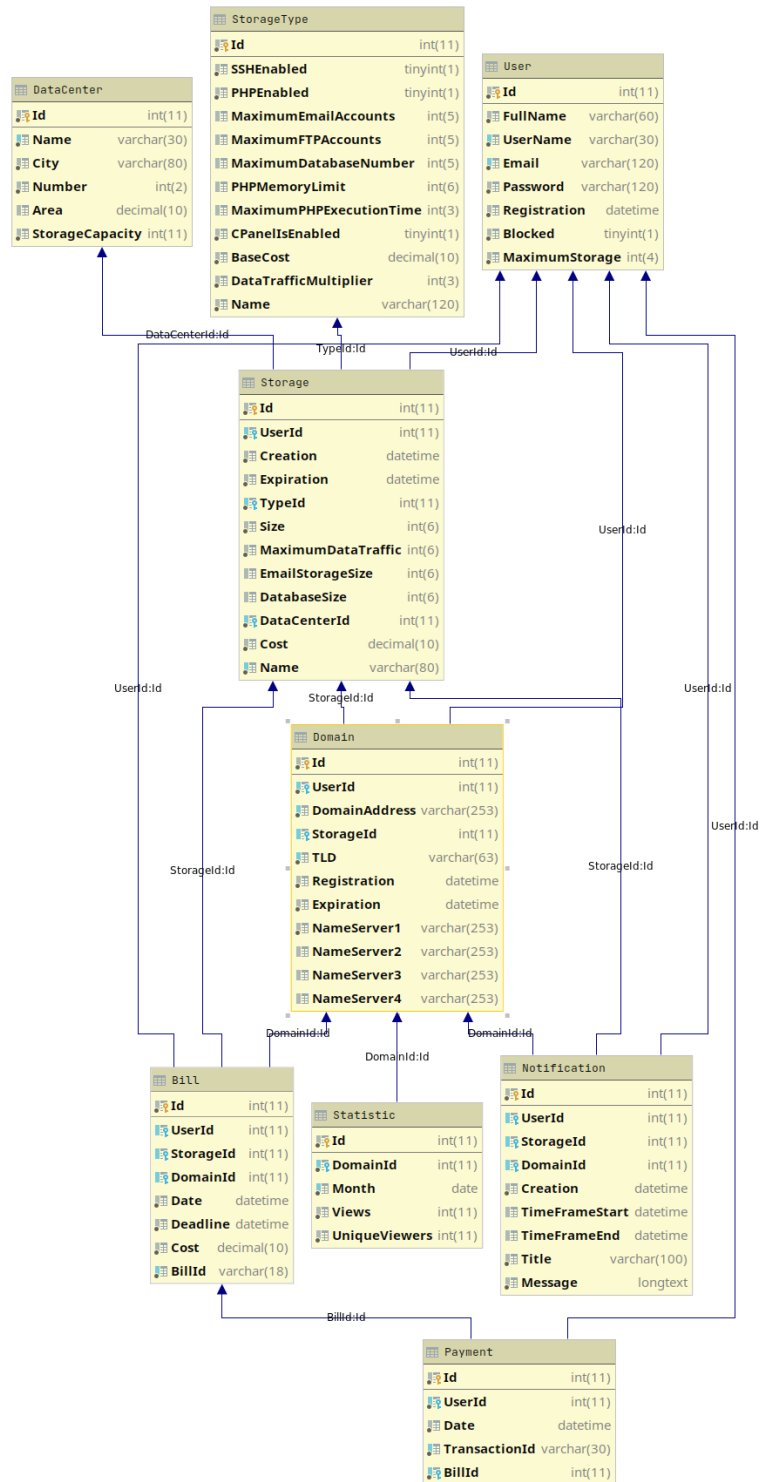 StorageType
Id int(11)
SSHEnabled tinyint(1)
PHPEnabled tinyint(1)
MaximumEmailAccounts int(5)
MaximumFTPAccounts int(5)
MaximumDatabaseNumber int(5)
PHPMemoryLimit int(6)
MaximumPHPExecutionTime int(3)
CPanelIsEnabled tinyint(1)
BaseCost decimal(10)
DataTrafficMultiplier int(3)
Name varchar(120)
User
Id int(11)
FullName varchar(60)
UserName varchar(30)
Email varchar(120)
Password varchar(120)
Registration datetime
Blocked tinyint(1)
MaximumStorage int(4)
DataCenter
Id int(11)
Name varchar(30)
City varchar(80)
Number int(2)
Area decimal(10)
StorageCapacity int(11)
DataCenterId:Id
TypeId:Id
UserId:Id
Storage
Id int(11)
UserId int(11)
Creation datetime
Expiration datetime
TypeId int(11)
Size int(6)
MaximumDataTraffic int(6)
EmailStorageSize int(6)
DatabaseSize int(6)
DataCenterId int(11)
Cost decimal(10)
Name varchar(80)
UserId:Id
UserId:Id
StorageId:Id
UserId:Id
Domain
Id int(11)
UserId int(11)
DomainAddress varchar(253)
StorageId int(11)
TLD varchar(63)
Registration datetime
Expiration datetime
NameServer1 varchar(253)
NameServer2 varchar(253)
NameServer3 varchar(253)
NameServer4 varchar(253)
UserId:Id
StorageId:Id
StorageId:Id
DomainId:Id
DomainId:Id
DomainId:Id
Bill
Id int(11)
UserId int(11)
StorageId int(11)
DomainId int(11)
Date datetime
Deadline datetime
Cost decimal(10)
BillId varchar(18)
Statistic
Id int(11)
DomainId int(11)
Month date
Views int(11)
UniqueViewers int(11)
Notification
Id int(11)
UserId int(11)
StorageId int(11)
DomainId int(11)
Creation datetime
TimeFrameStart datetime
TimeFrameEnd datetime
Title varchar(100)
Message longtext
BillId:Id
Payment
Id int(11)
UserId int(11)
Date datetime
TransactionId varchar(30)
BillId int(11)